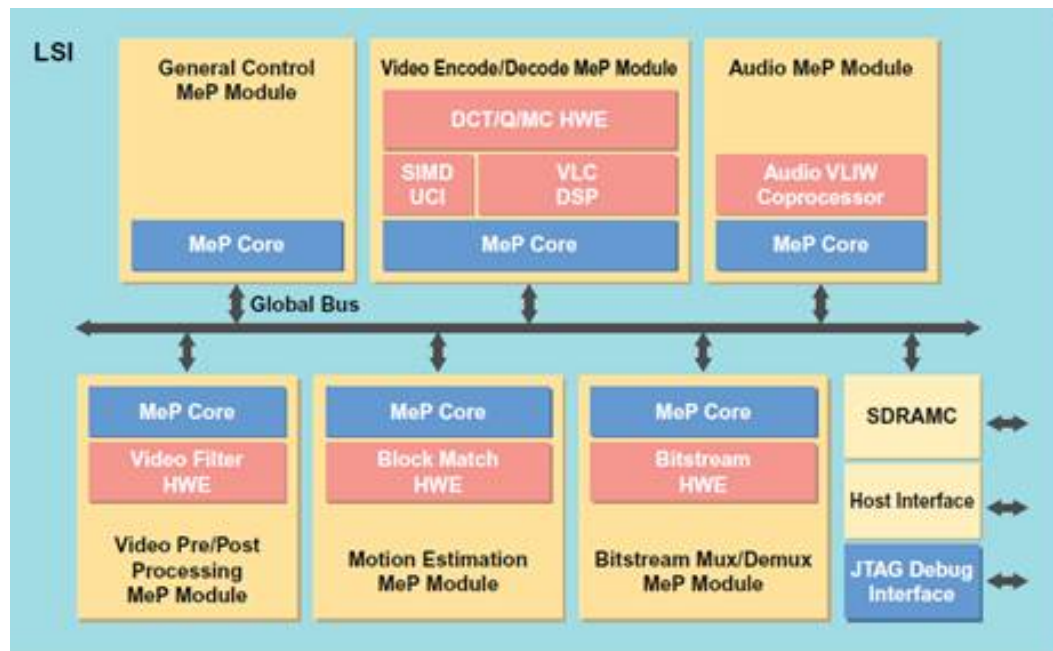 LSI
General Control
MeP Module
MeP Core
Video Encode/Decode MeP Module
DCT/Q/MC HWE
SIMD
UCI
VLC
DSP
MeP Core
Audio MeP Module
Audio VLIW
Coprocessor
MeP Core
Global Bus
MeP Core
Video Filter
HWE
Video Pre/Post
Processing
MeP Module
MeP Core
Block Match
HWE
Motion Estimation
MeP Module
MeP Core
Bitstream
HWE
Bitstream Mux/Demux
MeP Module
SDRAMC
Host Interface
JTAG Debug
Interface